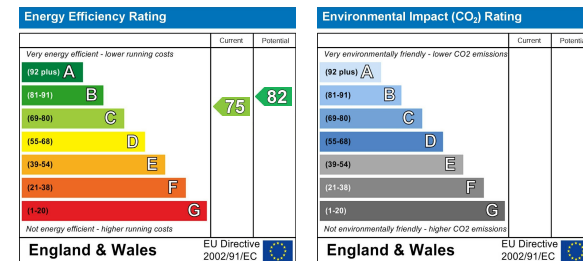 Energy Efficiency Rating
Current Potential
Very energy efficient - lower running costs
(92 plus) A
(81-91) B
(69-80) C
(55-68) D
(39-54) E
(21-38) F
(1-20) G
75
82
Not energy efficient - higher running costs
England & Wales
EU Directive
2002/91/EC
Environmental Impact (CO₂) Rating
Current Potential
Very environmentally friendly - lower CO2 emissions
(92 plus) A
(81-91) B
(69-80) C
(55-68) D
(39-54) E
(21-38) F
(1-20) G
Not environmentally friendly - higher CO2 emissions
England & Wales
EU Directive
2002/91/EC